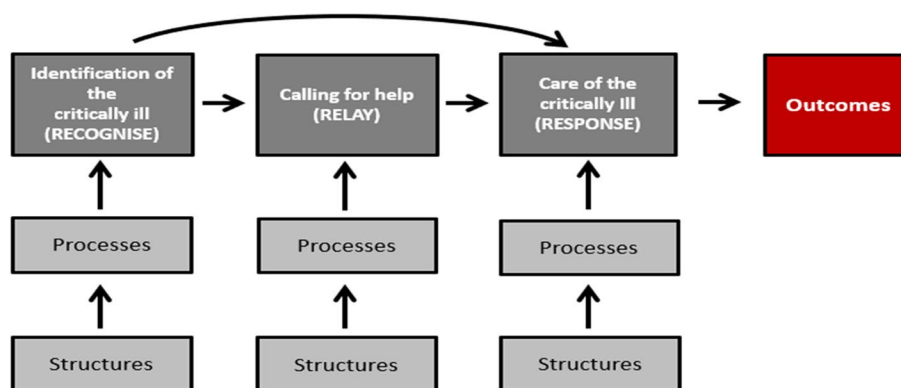 Identification of
the
critically ill
(RECOGNISE)
Calling for help
(RELAY)
Care of the
critically Ill
(RESPONSE)
Outcomes
Processes
Processes
Processes
Structures
Structures
Structures